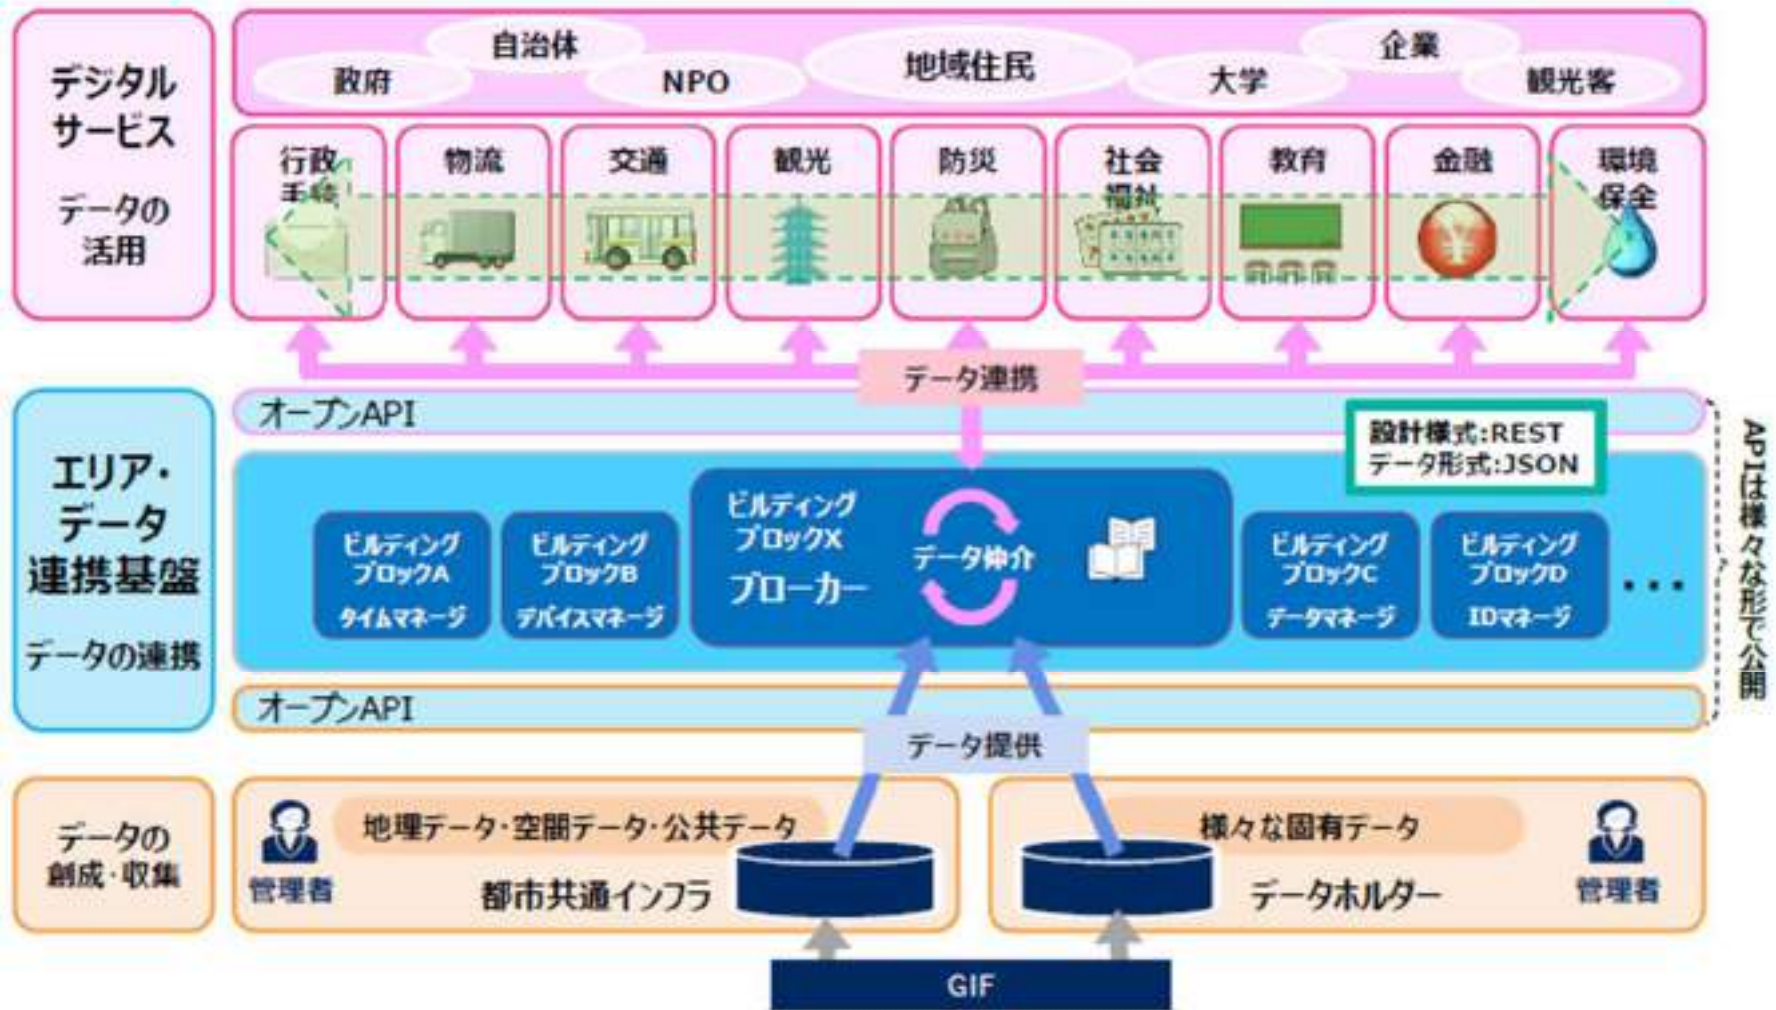 デジタル
サービス
データの
活用
政府
自治体
NPO
地域住民
大学
企業
観光客
行政
手続
物流
交通
観光
防災
社会
福祉
教育
金融
環境
保全
データ連携
オープンAPI
設計様式:REST
データ形式:JSON
エリア・
データ
連携基盤
データの連携
ビルディング
ブロックA
タイムマネージ
ビルディング
ブロックB
デバイスマネージ
ビルディング
ブロックX
ブローカー
データ仲介
ビルディング
ブロックC
データマネージ
ビルディング
ブロックD
IDマネージ
・・・
APIは様々な形で公開
オープンAPI
データ提供
データの
創成・収集
管理者
地理データ・空間データ・公共データ
都市共通インフラ
様々な固有データ
データホルダー
管理者
GIF